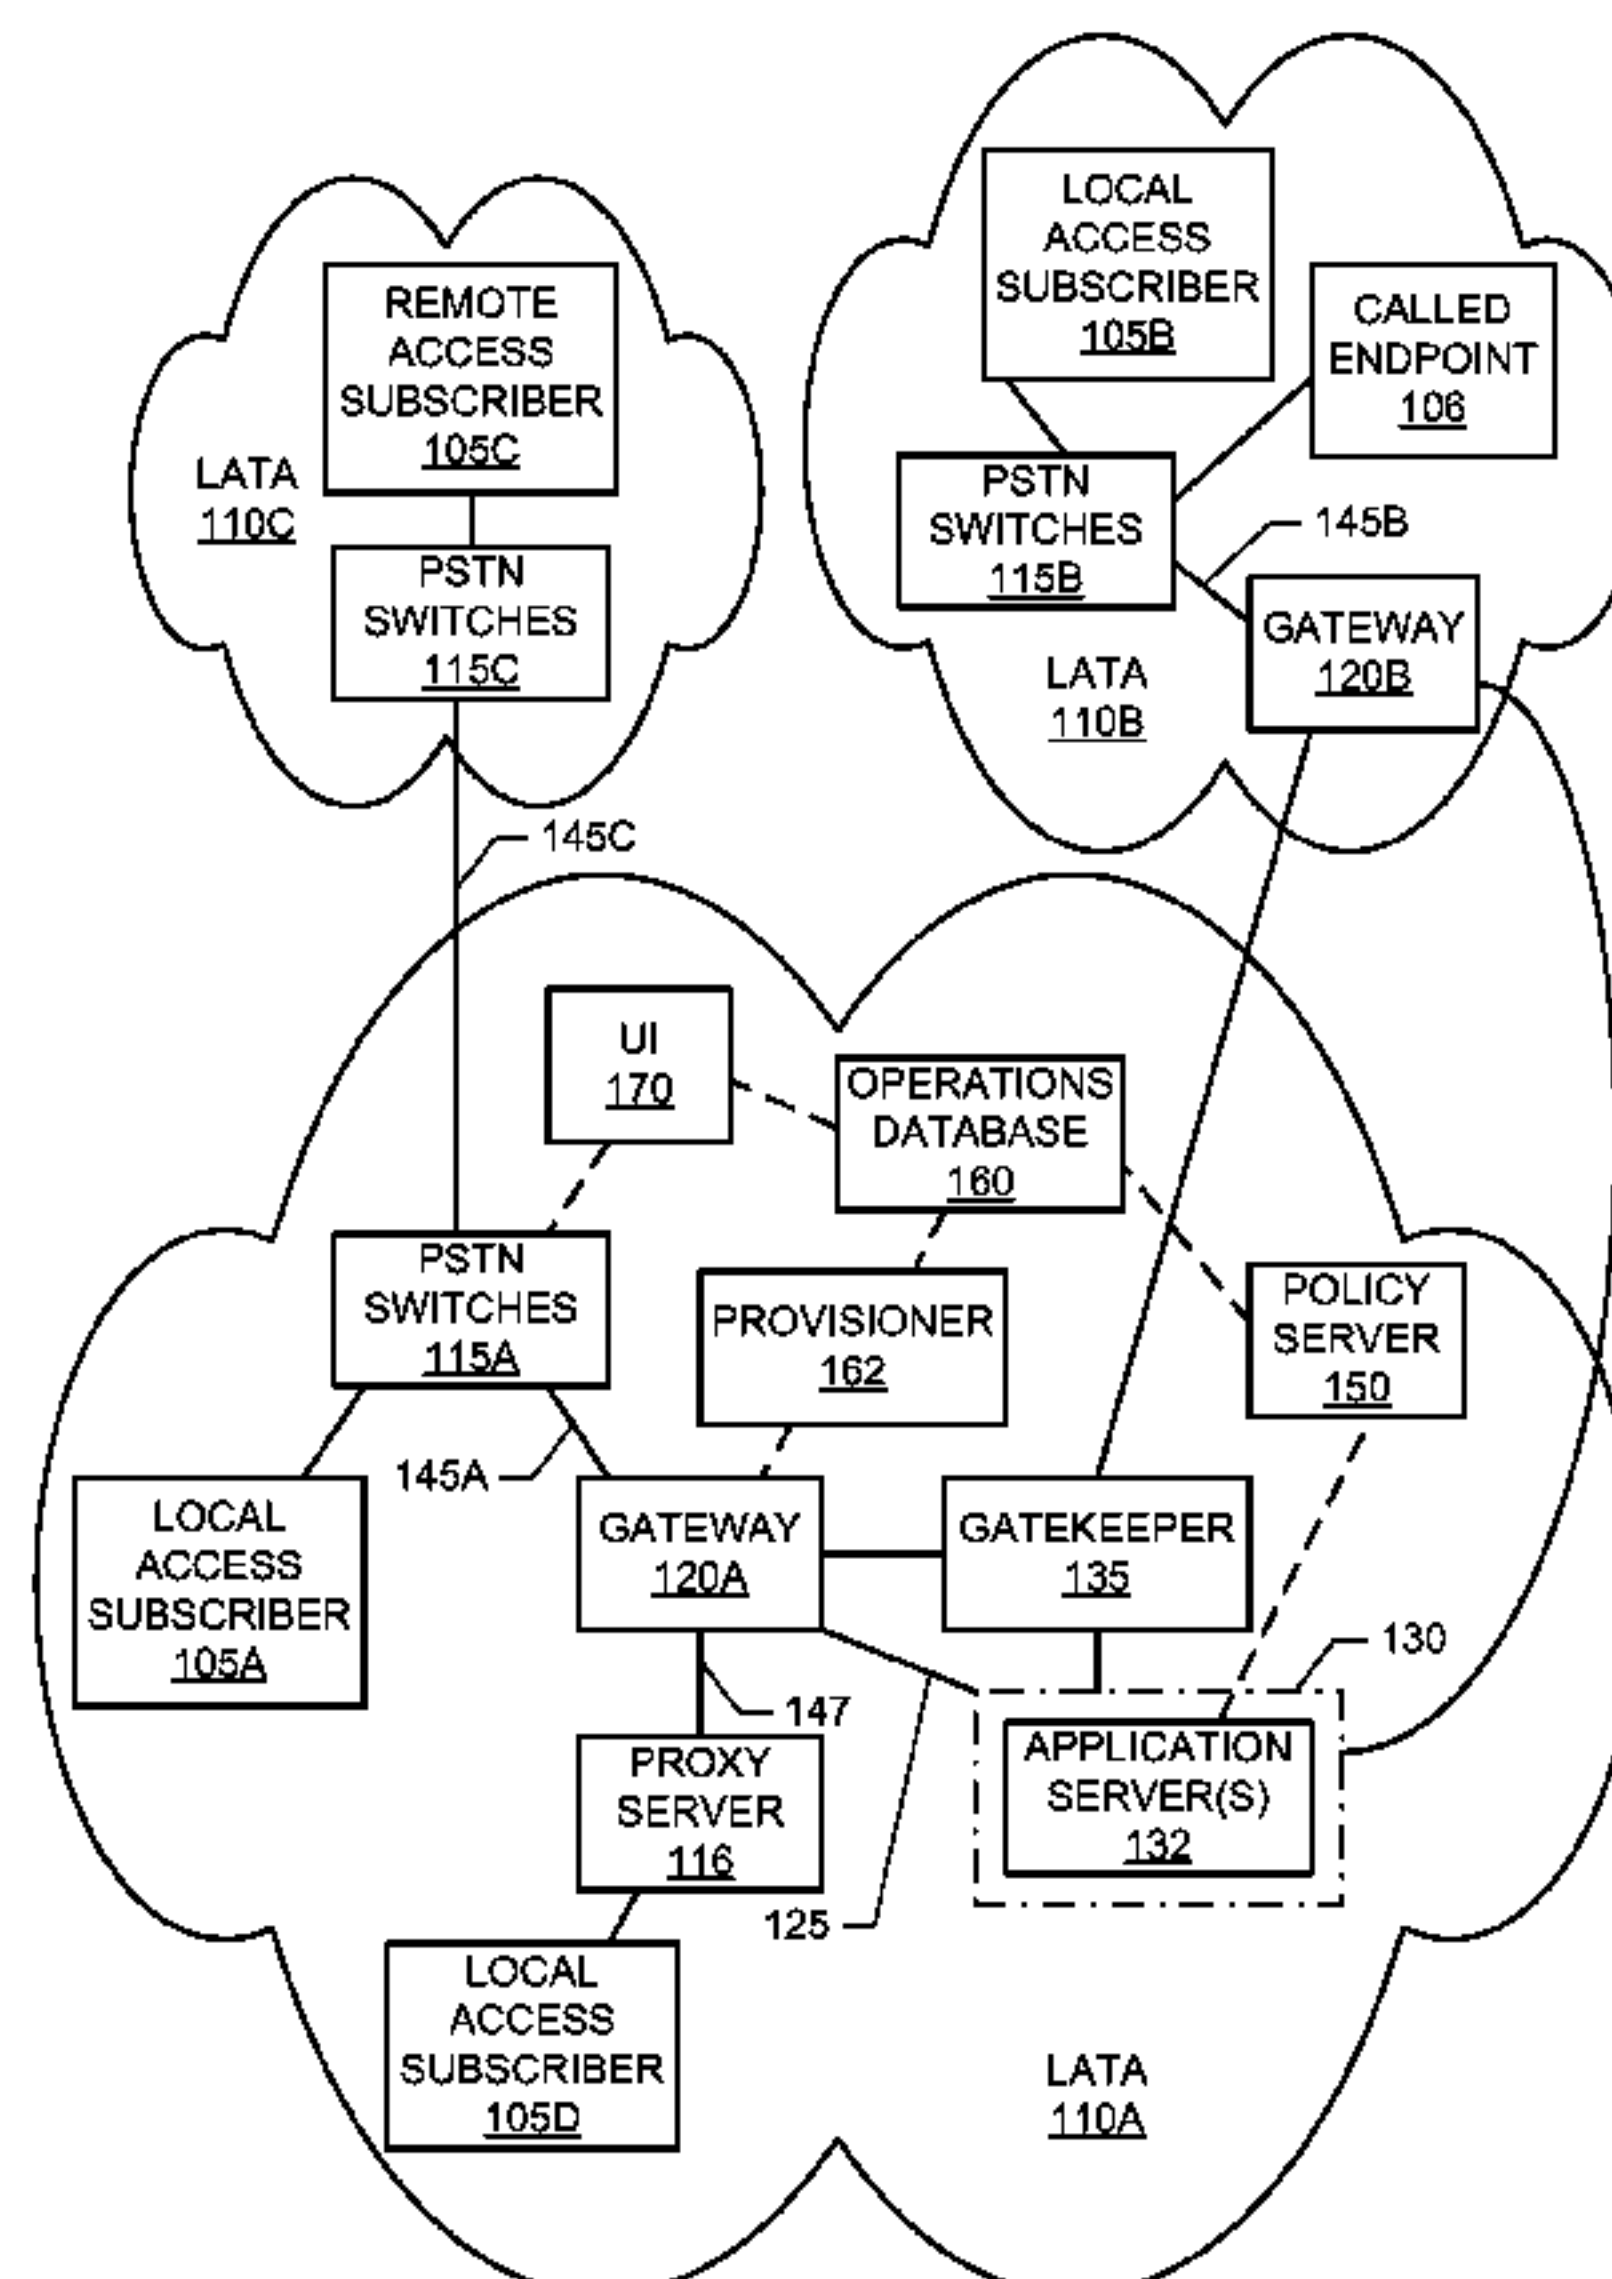 LOCAL
ACCESS
SUBSCRIBER
105B
REMOTE
ACCESS
SUBSCRIBER
105C
CALLED
ENDPOINT
106
LATA
110C
PSTN
SWITCHES
115B
145B
PSTN
SWITCHES
115C
GATEWAY
120B
LATA
110B
145C
UI
170
OPERATIONS
DATABASE
160
PSTN
SWITCHES
115A
PROVISIONER
162
POLICY
SERVER
150
145A
LOCAL
ACCESS
SUBSCRIBER
105A
GATEWAY
120A
GATEKEEPER
135
130
147
PROXY
SERVER
116
APPLICATION
SERVER(S)
132
125
LOCAL
ACCESS
SUBSCRIBER
105D
LATA
110A